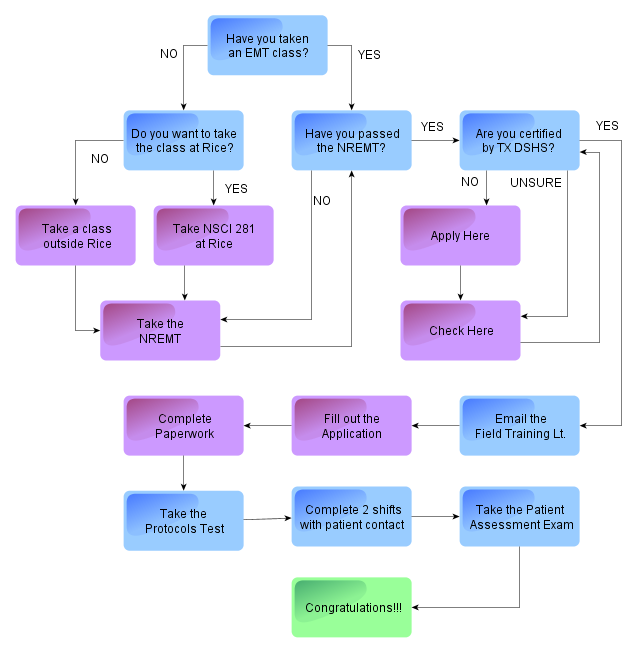 Have you taken
an EMT class?
NO
YES
Do you want to take
the class at Rice?
Have you passed
the NREMT?
YES
Are you certified
by TX DSHS?
YES
NO
YES
NO
NO
UNSURE
Take a class
outside Rice
Take NSCI 281
at Rice
Apply Here
Take the
NREMT
Check Here
Complete
Paperwork
Fill out the
Application
Email the
Field Training Lt.
Take the
Protocols Test
Complete 2 shifts
with patient contact
Take the Patient
Assessment Exam
Congratulations!!!